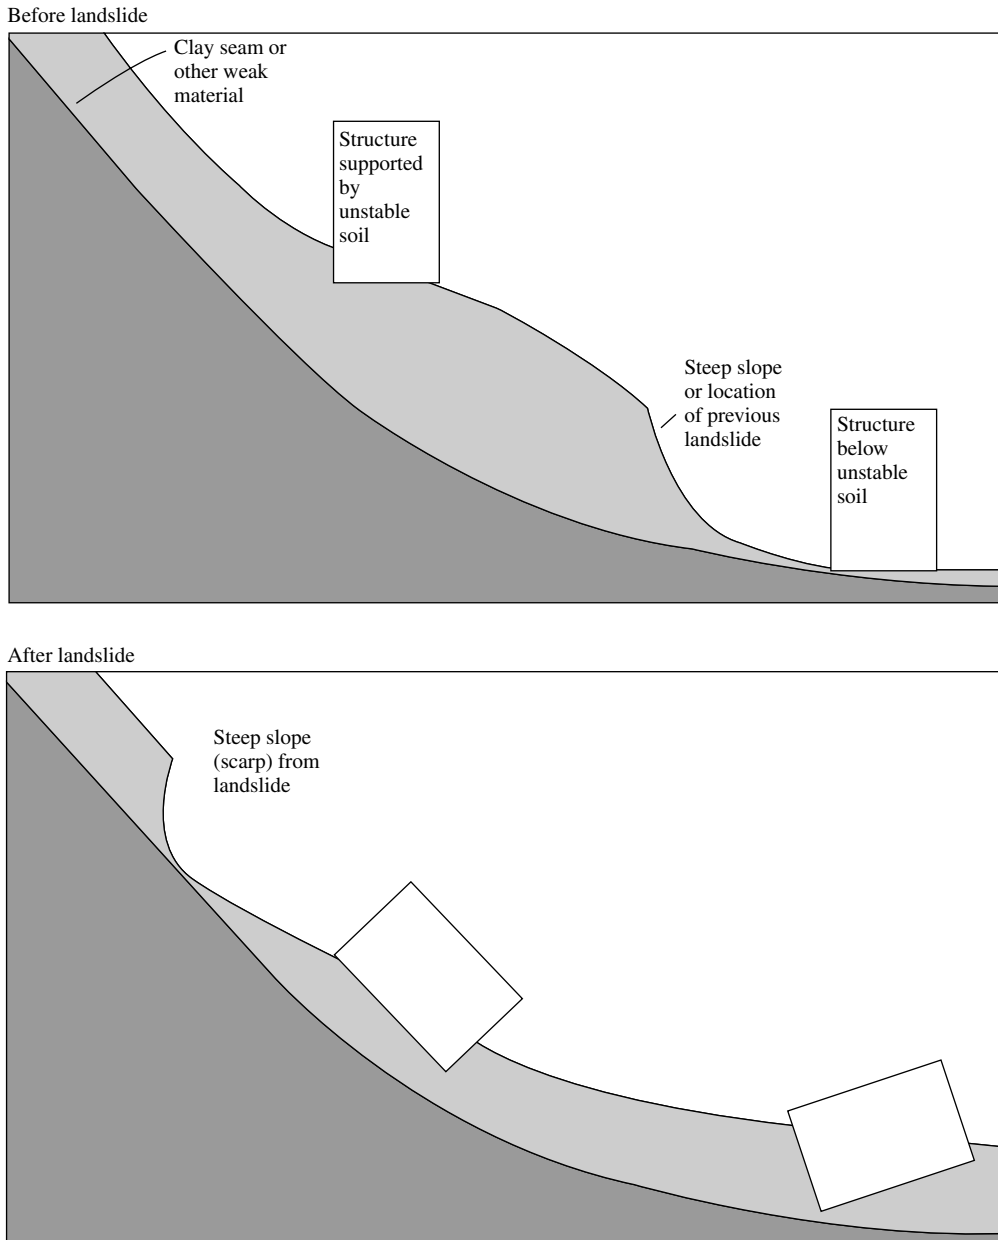 Before landslide
Clay seam or
other weak
material
Structure
supported
by
unstable
soil
Steep slope
or location
of previous
landslide
Structure
below
unstable
soil
After landslide
Steep slope
(scarp) from
landslide